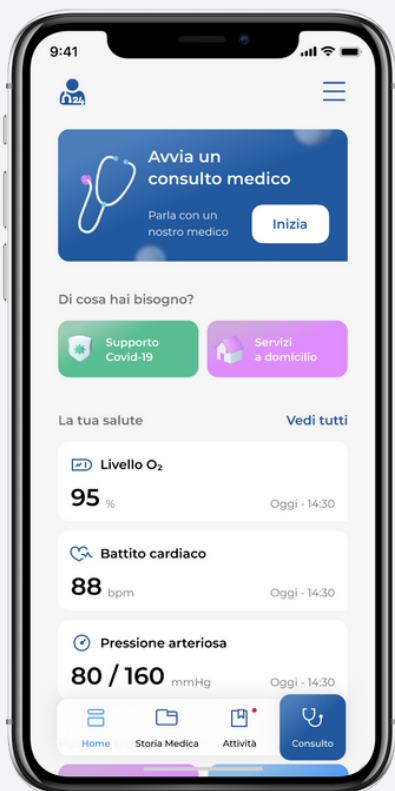 9:41
h24
Avvia un
consulto medico
Parla con un
nostro medico
Inizia
Di cosa hai bisogno?
Supporto
Covid-19
Servizi
a domicilio
La tua salute
Vedi tutti
Livello O₂
95 %
Oggi - 14:30
Battito cardiaco
88 bpm
Oggi - 14:30
Pressione arteriosa
80 / 160 mmHg
Oggi - 14:30
Home
Storia Medica
Attività
Consulto